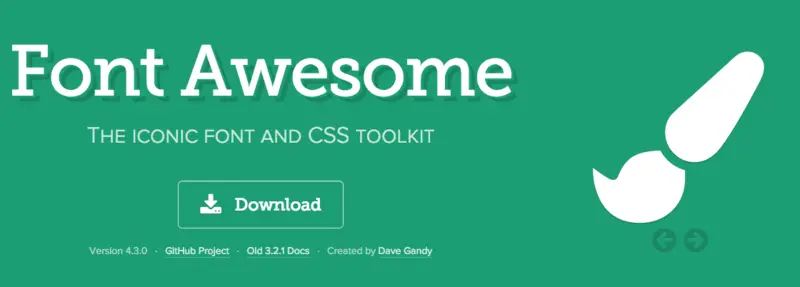 Font Awesome
THE ICONIC FONT AND CSS TOOLKIT
Download
Version 4.3.0 · GitHub Project · Old 3.2.1 Docs · Created by Dave Gandy